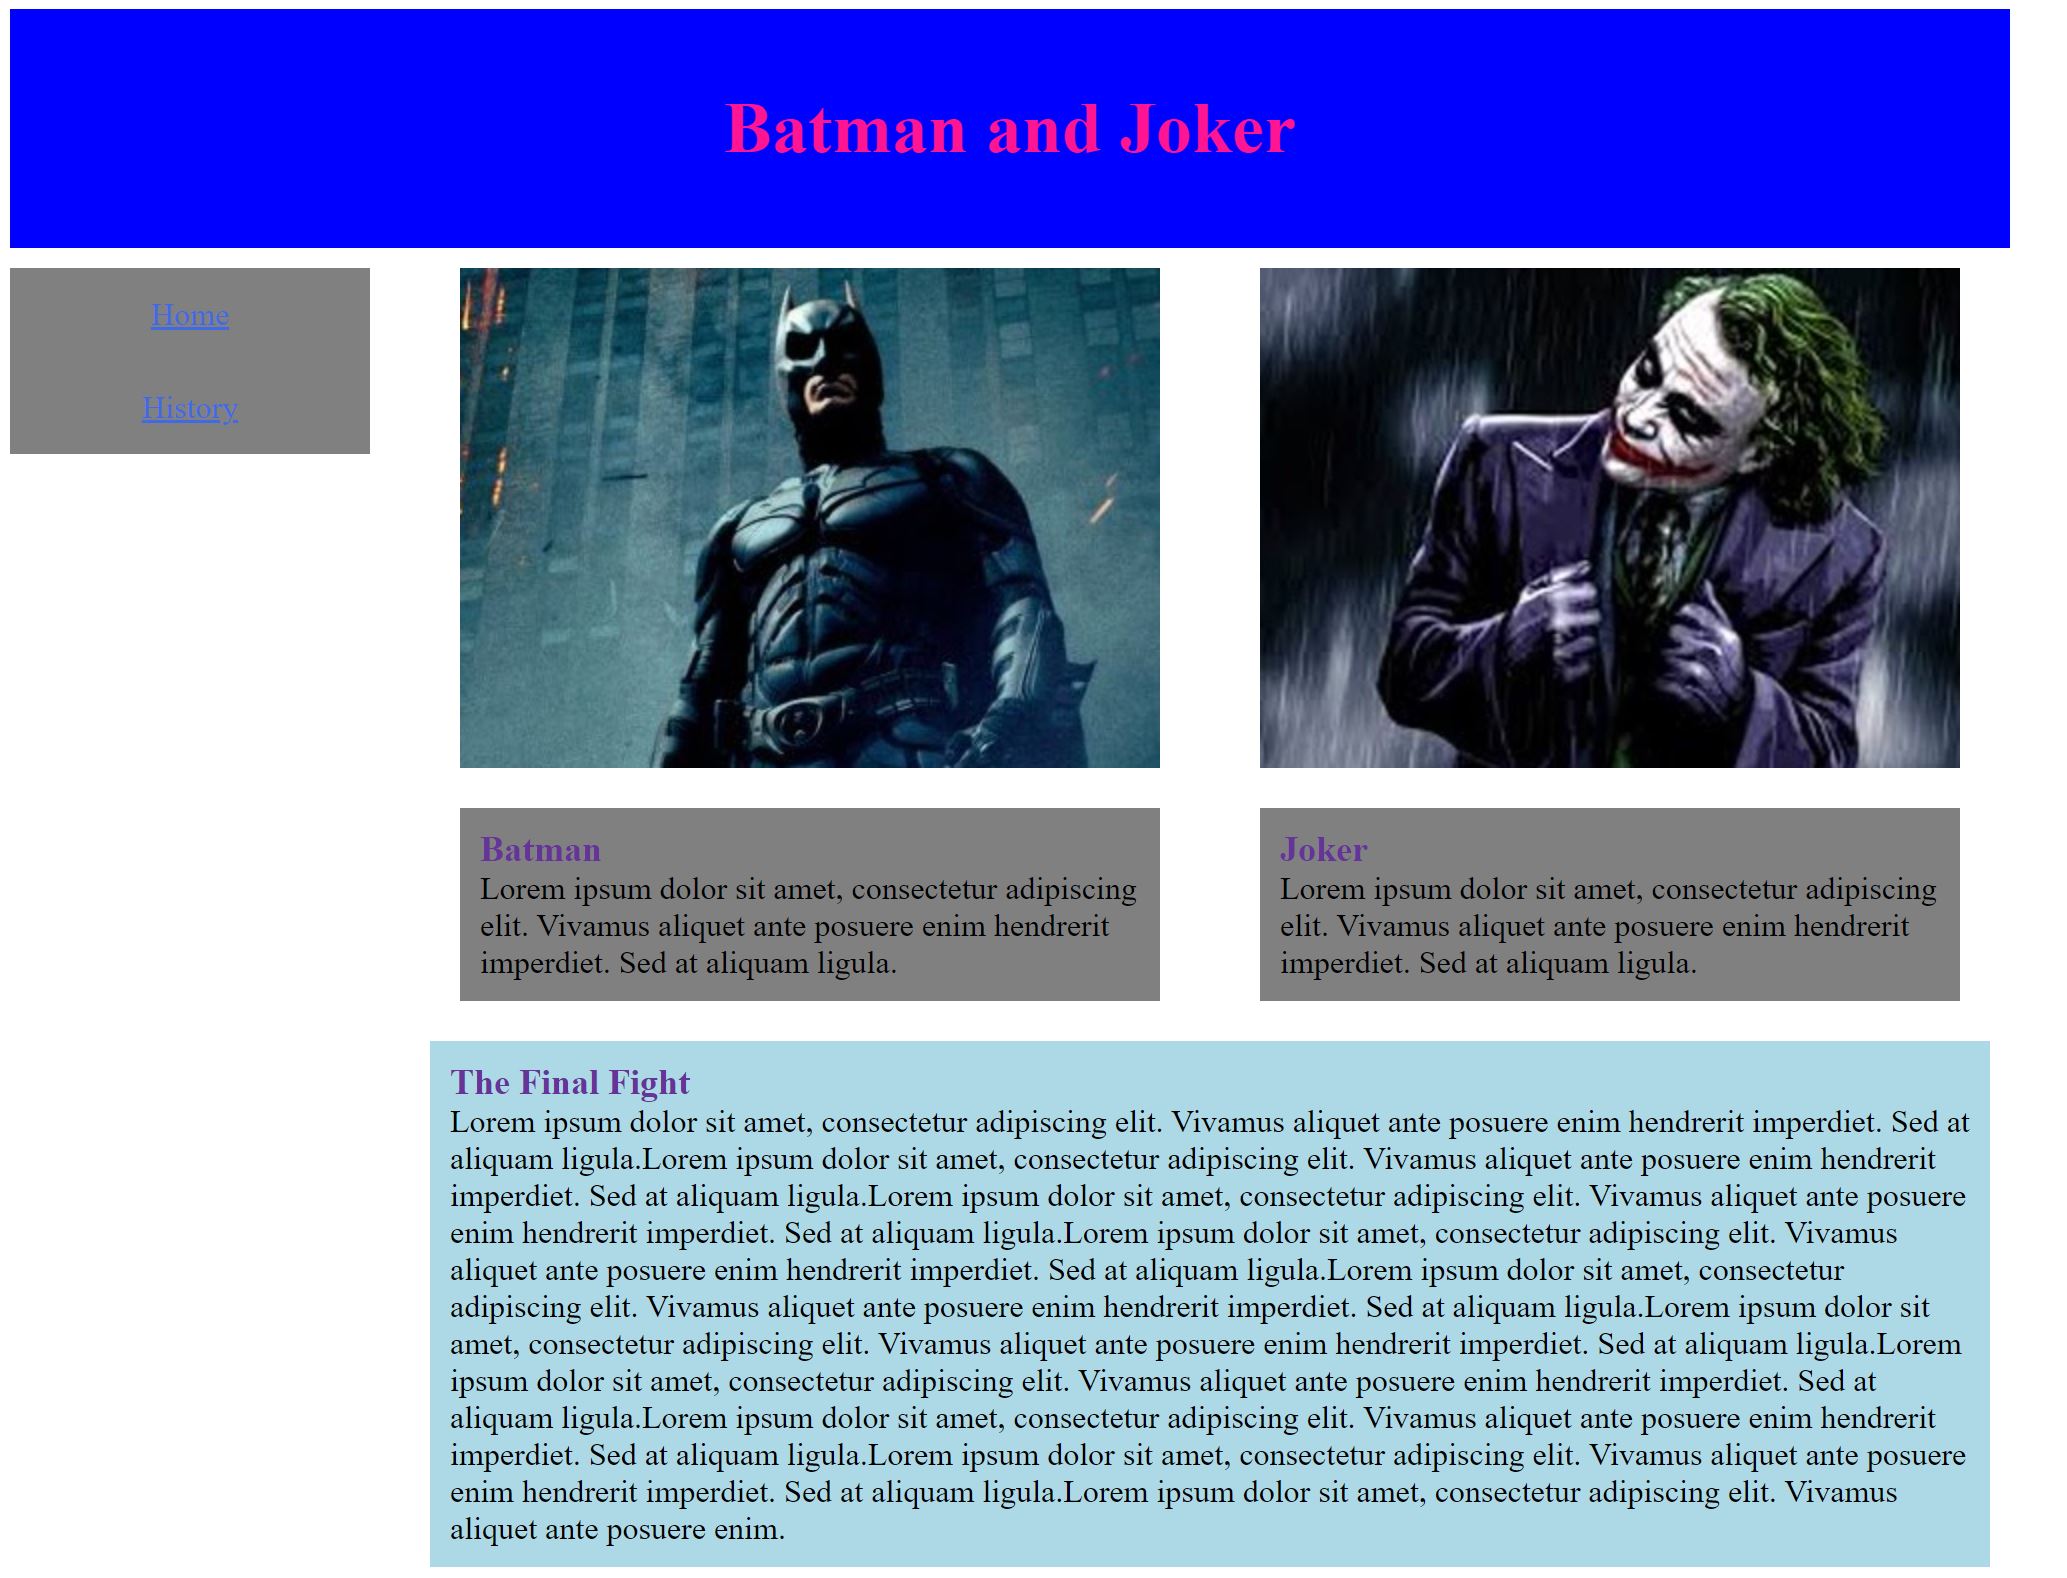 Batman and Joker
Home
History
Batman
Lorem ipsum dolor sit amet, consectetur adipiscing
elit. Vivamus aliquet ante posuere enim hendrerit
imperdiet. Sed at aliquam ligula.
Joker
Lorem ipsum dolor sit amet, consectetur adipiscing
elit. Vivamus aliquet ante posuere enim hendrerit
imperdiet. Sed at aliquam ligula.
The Final Fight
Lorem ipsum dolor sit amet, consectetur adipiscing elit. Vivamus aliquet ante posuere enim hendrerit imperdiet. Sed at
aliquam ligula.Lorem ipsum dolor sit amet, consectetur adipiscing elit. Vivamus aliquet ante posuere enim hendrerit
imperdiet. Sed at aliquam ligula.Lorem ipsum dolor sit amet, consectetur adipiscing elit. Vivamus aliquet ante posuere
enim hendrerit imperdiet. Sed at aliquam ligula.Lorem ipsum dolor sit amet, consectetur adipiscing elit. Vivamus
aliquet ante posuere enim hendrerit imperdiet. Sed at aliquam ligula.Lorem ipsum dolor sit amet, consectetur
adipiscing elit. Vivamus aliquet ante posuere enim hendrerit imperdiet. Sed at aliquam ligula.Lorem ipsum dolor sit
amet, consectetur adipiscing elit. Vivamus aliquet ante posuere enim hendrerit imperdiet. Sed at aliquam ligula.Lorem
ipsum dolor sit amet, consectetur adipiscing elit. Vivamus aliquet ante posuere enim hendrerit imperdiet. Sed at
aliquam ligula.Lorem ipsum dolor sit amet, consectetur adipiscing elit. Vivamus aliquet ante posuere enim hendrerit
imperdiet. Sed at aliquam ligula.Lorem ipsum dolor sit amet, consectetur adipiscing elit. Vivamus aliquet ante posuere
enim hendrerit imperdiet. Sed at aliquam ligula.Lorem ipsum dolor sit amet, consectetur adipiscing elit. Vivamus
aliquet ante posuere enim.